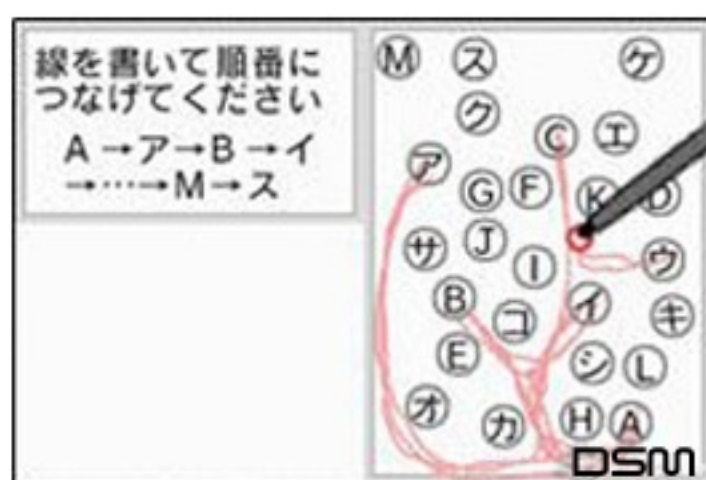 線を書いて順番に
つなげてください
A→ア→B→イ
→…→M→ス
M ス ケ
ク
C エ
ア
G F K D
サ J I ウ
B コ イ キ
E シ L
オ カ H A
DSM